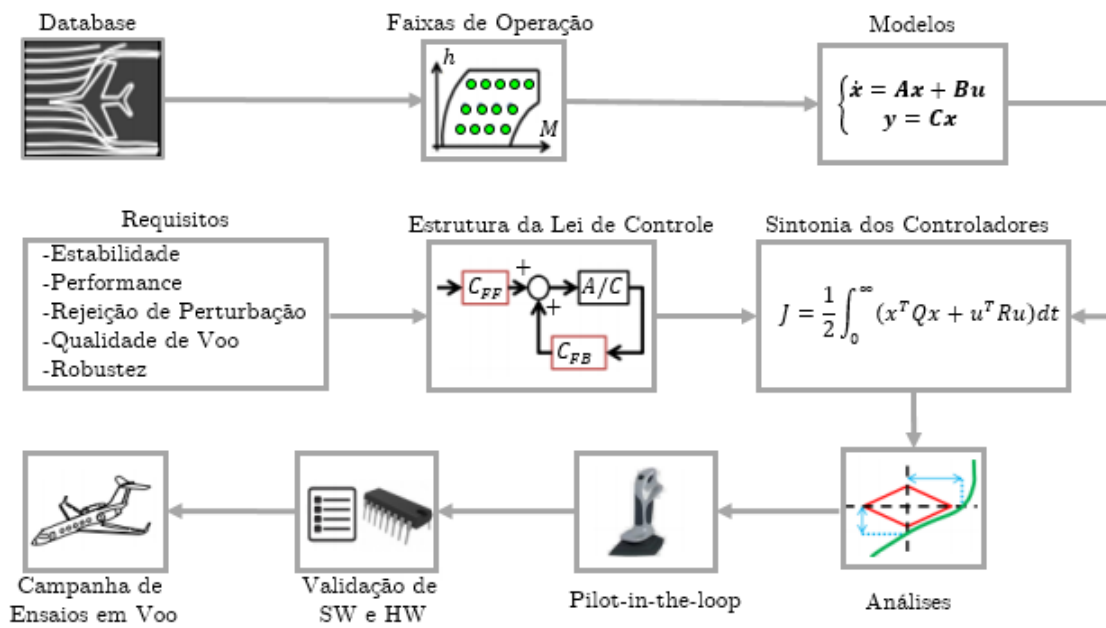 Database
Faixas de Operação
Modelos
h
M
ẋ = Ax + Bu
y = Cx
Requisitos
-Estabilidade
-Performance
-Rejeição de Perturbação
-Qualidade de Voo
-Robustez
Estrutura da Lei de Controle
C_FF
+
A/C
+
C_FB
Sintonia dos Controladores
J = 1/2 ∫₀^∞ (x^T Qx + u^T Ru)dt
Campanha de
Ensaios em Voo
Validação de
SW e HW
Pilot-in-the-loop
Análises